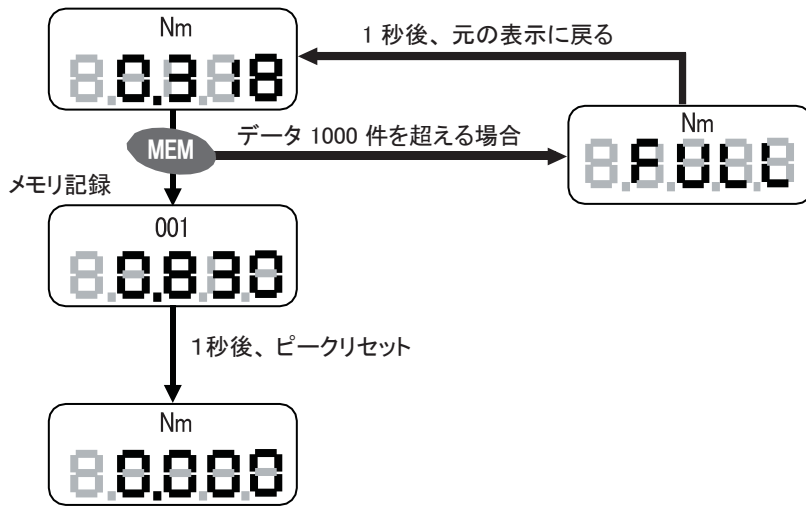 Nm
0.318
1 秒後、元の表示に戻る
MEM
データ 1000 件を超える場合
Nm
FULL
メモリ記録
001
0.830
1秒後、ピークリセット
Nm
0.000